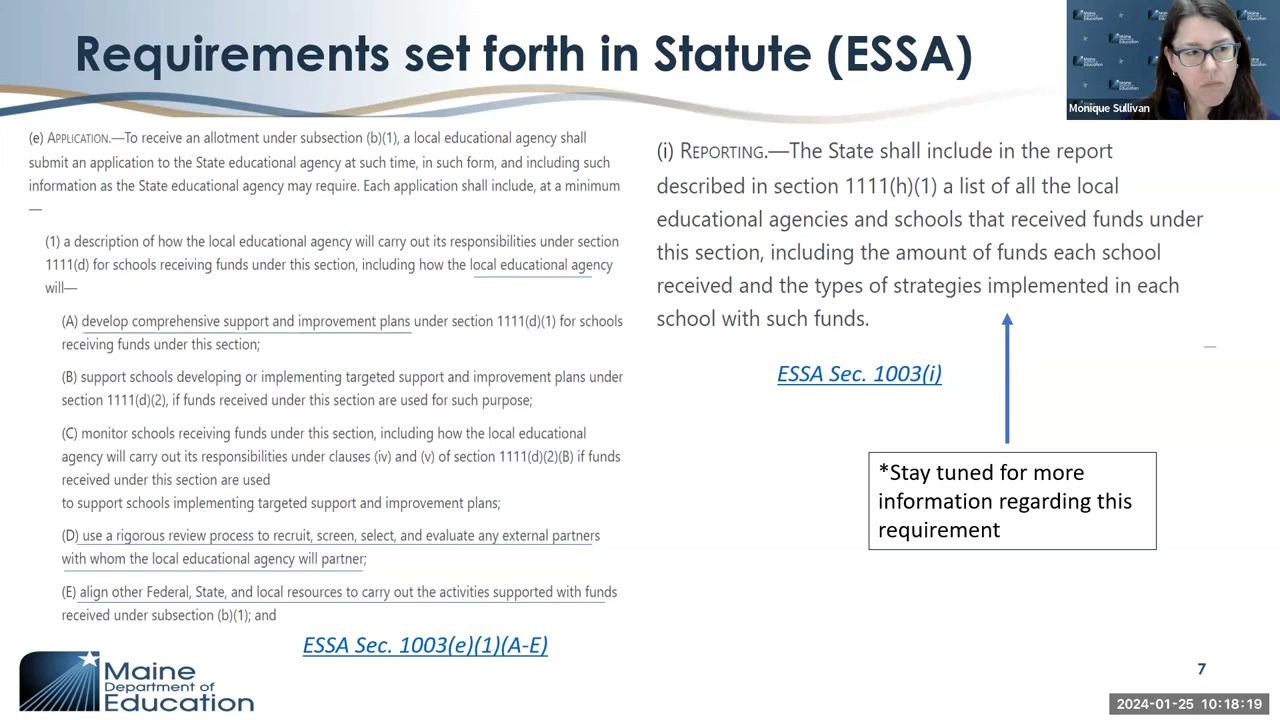 Requirements set forth in Statute (ESSA)
Maine
Department of
Education
Monique Sullivan
(e) APPLICATION.—To receive an allotment under subsection (b)(1), a local educational agency shall
submit an application to the State educational agency at such time, in such form, and including such
information as the State educational agency may require. Each application shall include, at a minimum
—
(1) a description of how the local educational agency will carry out its responsibilities under section
1111(d) for schools receiving funds under this section, including how the local educational agency
will—
(A) develop comprehensive support and improvement plans under section 1111(d)(1) for schools
receiving funds under this section;
(B) support schools developing or implementing targeted support and improvement plans under
section 1111(d)(2), if funds received under this section are used for such purpose;
(C) monitor schools receiving funds under this section, including how the local educational
agency will carry out its responsibilities under clauses (iv) and (v) of section 1111(d)(2)(B) if funds
received under this section are used
to support schools implementing targeted support and improvement plans;
(D) use a rigorous review process to recruit, screen, select, and evaluate any external partners
with whom the local educational agency will partner;
(E) align other Federal, State, and local resources to carry out the activities supported with funds
received under subsection (b)(1); and
ESSA Sec. 1003(e)(1)(A-E)
(i) REPORTING.—The State shall include in the report
described in section 1111(h)(1) a list of all the local
educational agencies and schools that received funds under
this section, including the amount of funds each school
received and the types of strategies implemented in each
school with such funds.
ESSA Sec. 1003(i)
*Stay tuned for more
information regarding this
requirement
Maine
Department of
Education
7
2024-01-25 10:18:19